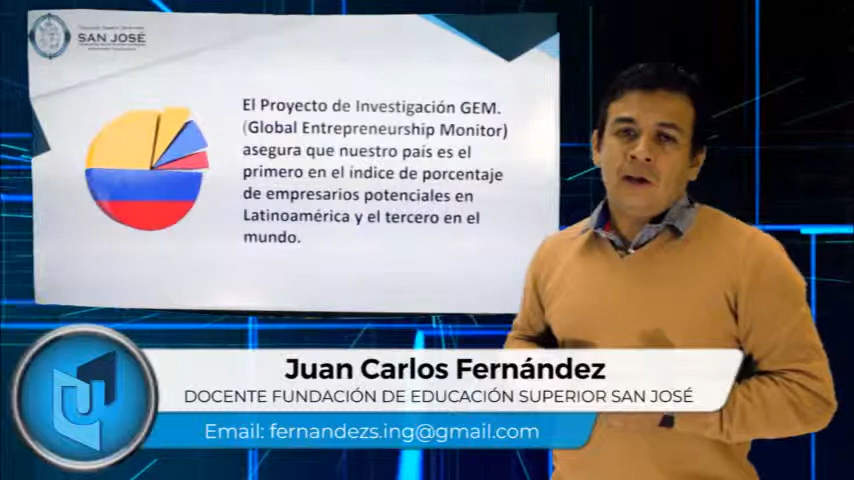 SAN JOSÉ
El Proyecto de Investigación GEM.
(Global Entrepreneurship Monitor)
asegura que nuestro país es el
primero en el índice de porcentaje
de empresarios potenciales en
Latinoamérica y el tercero en el
mundo.
Juan Carlos Fernández
DOCENTE FUNDACIÓN DE EDUCACIÓN SUPERIOR SAN JOSÉ
Email: fernandezs.ing@gmail.com